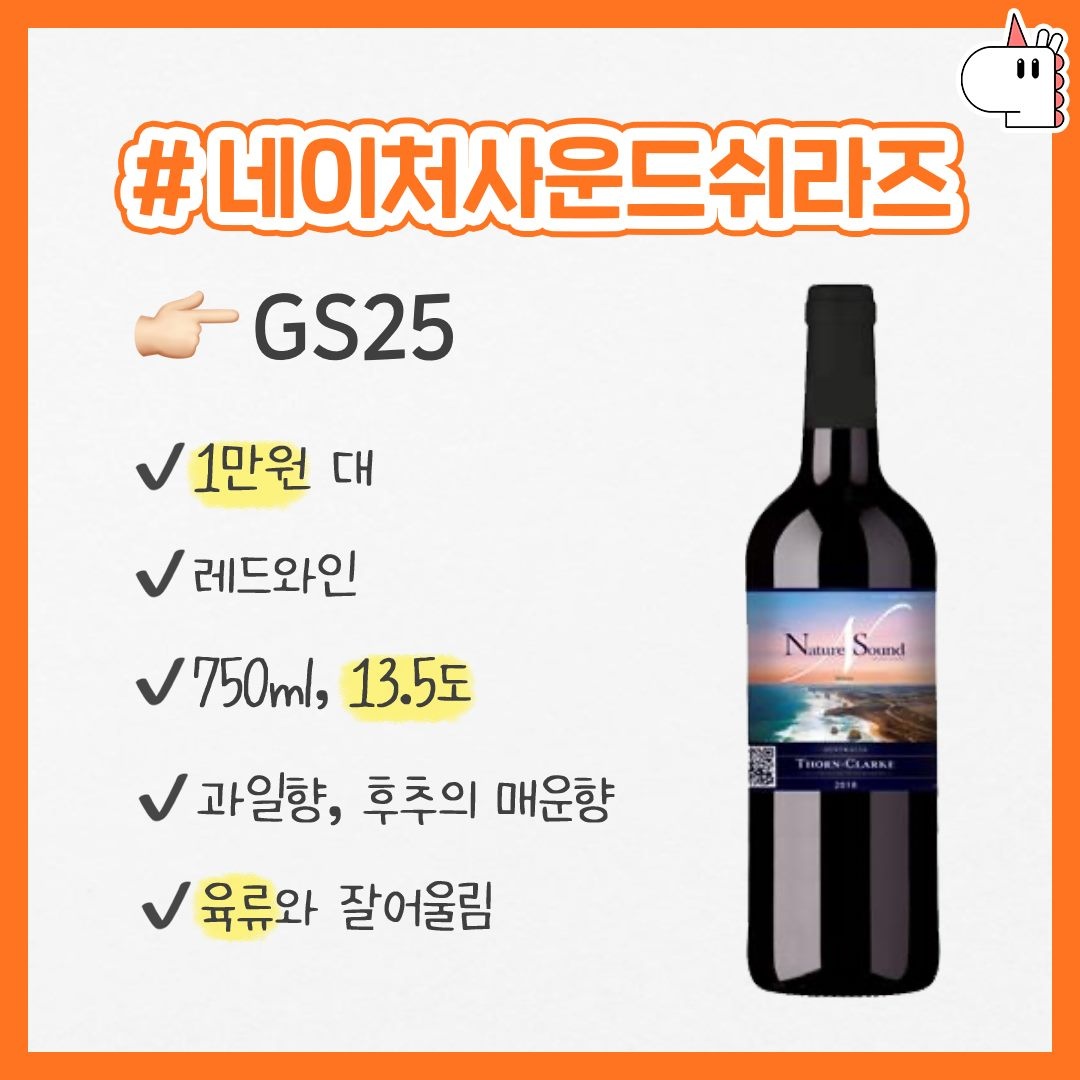 #네이처사운드쉬라즈
GS25
1만원 대
레드와인
750ml, 13.5도
과일향, 후추의 매운향
육류와 잘어울림
Nature Sound
AUSTRALIA
THORN-CLARKE
2018